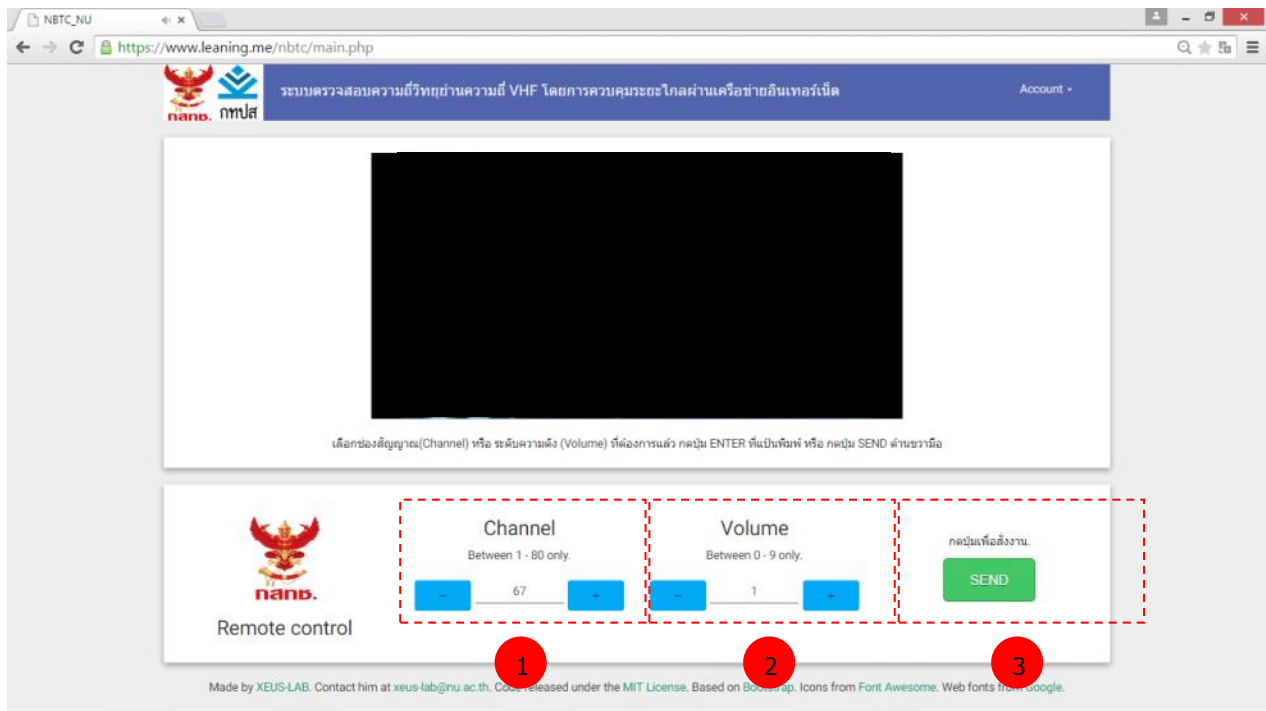 NBTC_NU
https://www.leaning.me/nbtc/main.php
กสทช. กทปส
ระบบตรวจสอบความถี่วิทยุย่านความถี่ VHF โดยการควบคุมระยะไกลผ่านเครือข่ายอินเทอร์เน็ต
Account
เลือกช่องสัญญาณ(Channel) หรือ ระดับความดัง (Volume) ที่ต้องการแล้ว กดปุ่ม ENTER ที่แป้นพิมพ์ หรือ กดปุ่ม SEND ด้านขวามือ
กสทช.
Remote control
Channel
Between 1 - 80 only.
- 67 +
Volume
Between 0 - 9 only.
- 1 +
กดปุ่มเพื่อสั่งงาน.
SEND
1 2 3
Made by XEUS-LAB. Contact him at xeus-lab@nu.ac.th. Code released under the MIT License. Based on Bootstrap. Icons from Font Awesome. Web fonts from Google.